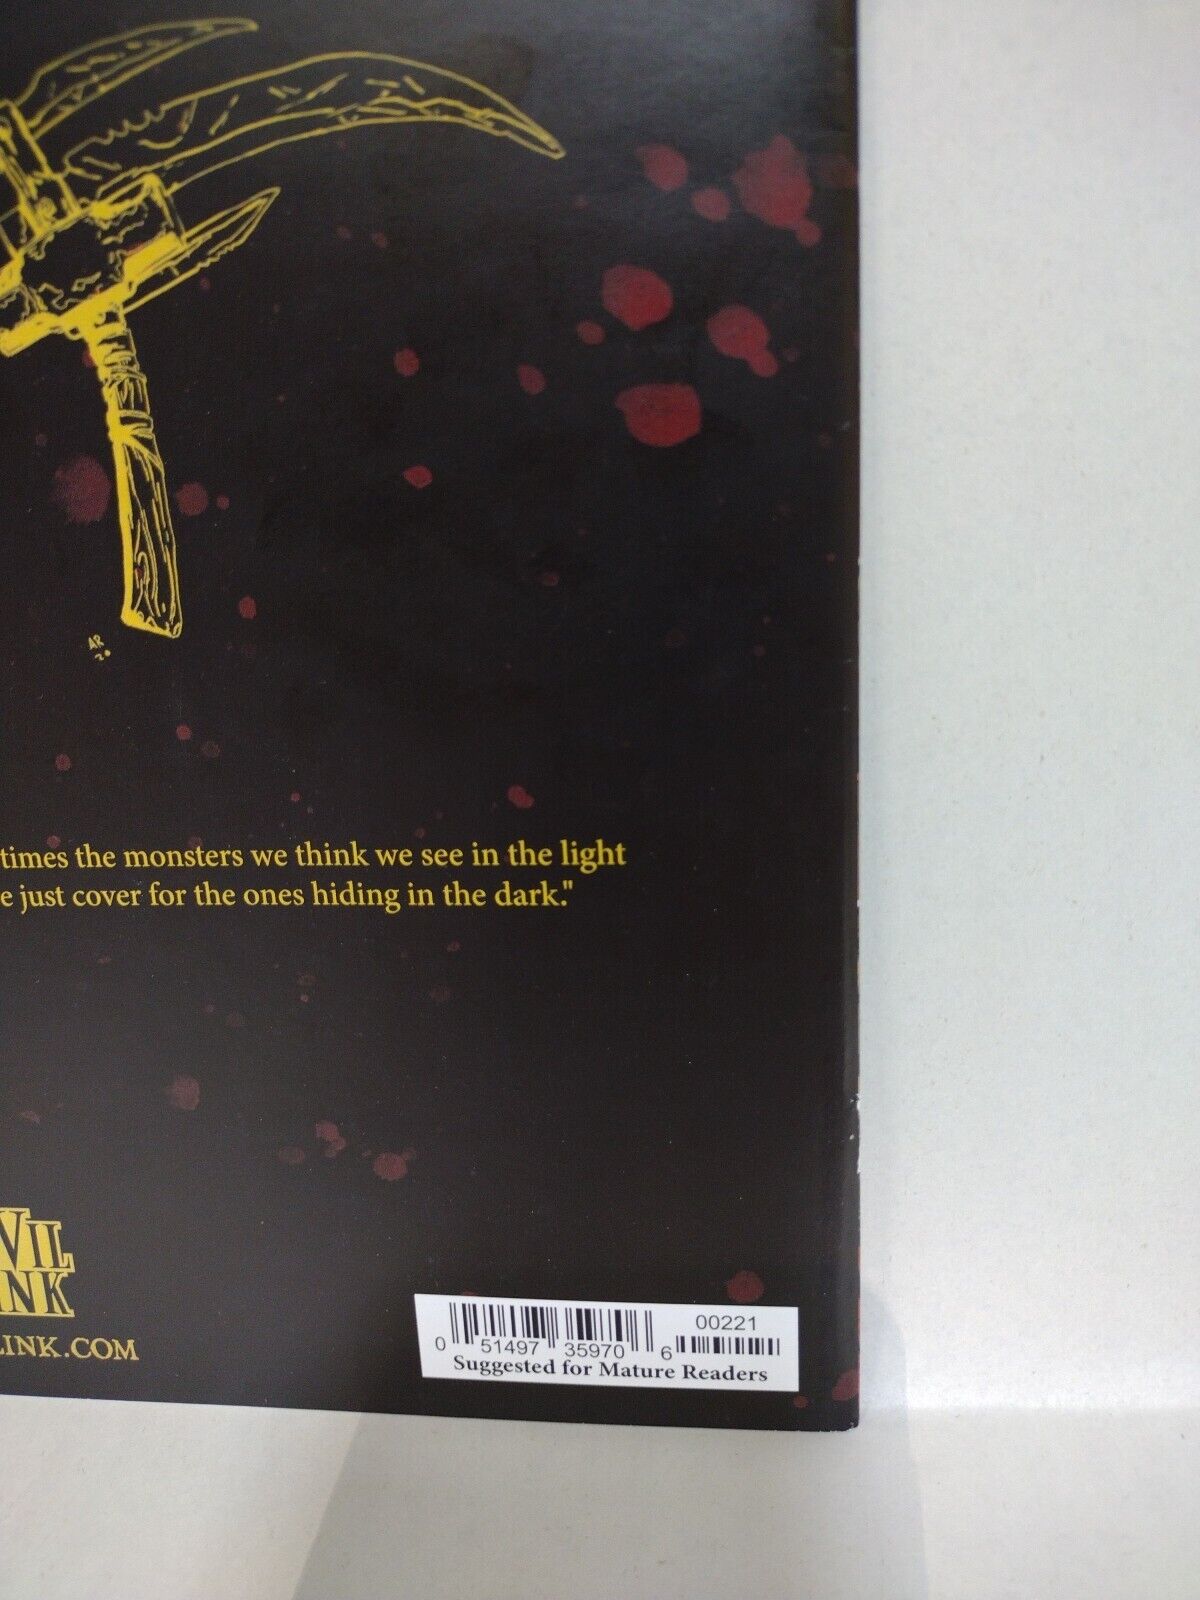 AR
20
times the monsters we think we see in the light
e just cover for the ones hiding in the dark."
VIL
NK
LINK.COM
00221
0 51497 35970 6
Suggested for Mature Readers